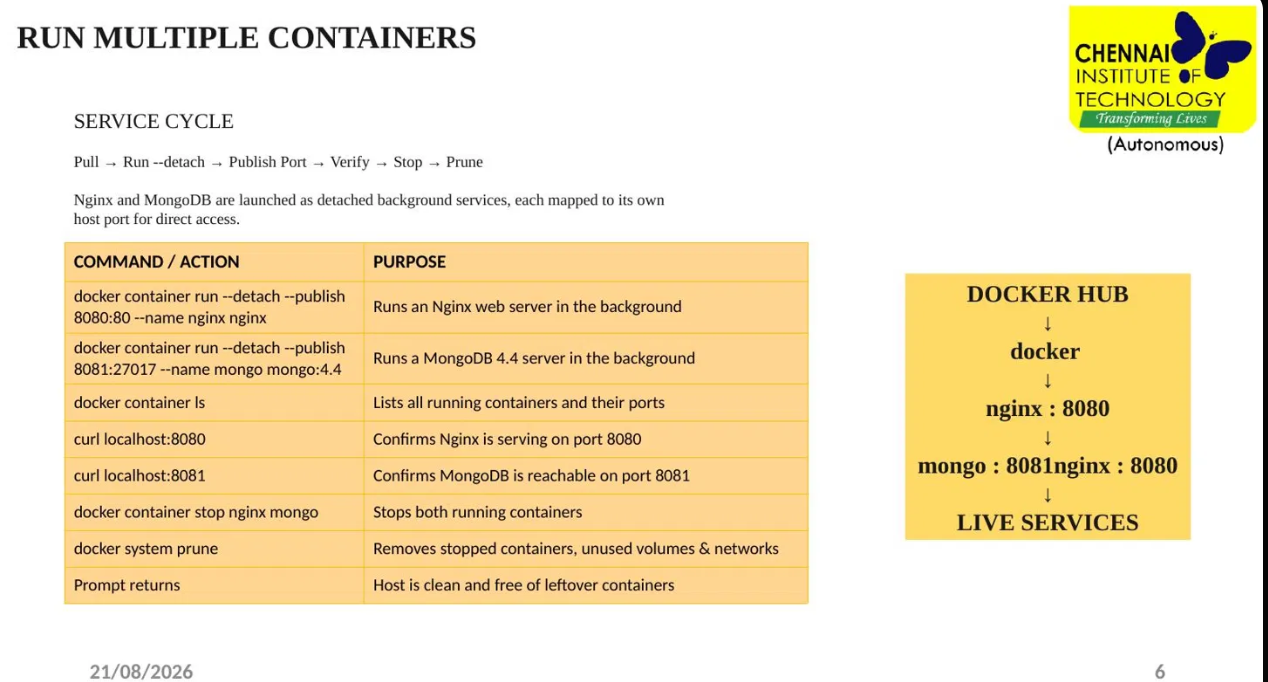 RUN MULTIPLE CONTAINERS
CHENNAI
INSTITUTE OF
TECHNOLOGY
Transforming Lives
(Autonomous)
SERVICE CYCLE
Pull → Run --detach → Publish Port → Verify → Stop → Prune
Nginx and MongoDB are launched as detached background services, each mapped to its own
host port for direct access.
COMMAND / ACTION
PURPOSE
docker container run --detach --publish
8080:80 --name nginx nginx
Runs an Nginx web server in the background
docker container run --detach --publish
8081:27017 --name mongo mongo:4.4
Runs a MongoDB 4.4 server in the background
docker container ls
Lists all running containers and their ports
curl localhost:8080
Confirms Nginx is serving on port 8080
curl localhost:8081
Confirms MongoDB is reachable on port 8081
docker container stop nginx mongo
Stops both running containers
docker system prune
Removes stopped containers, unused volumes & networks
Prompt returns
Host is clean and free of leftover containers
DOCKER HUB
↓
docker
↓
nginx : 8080
↓
mongo : 8081nginx : 8080
↓
LIVE SERVICES
21/08/2026
6